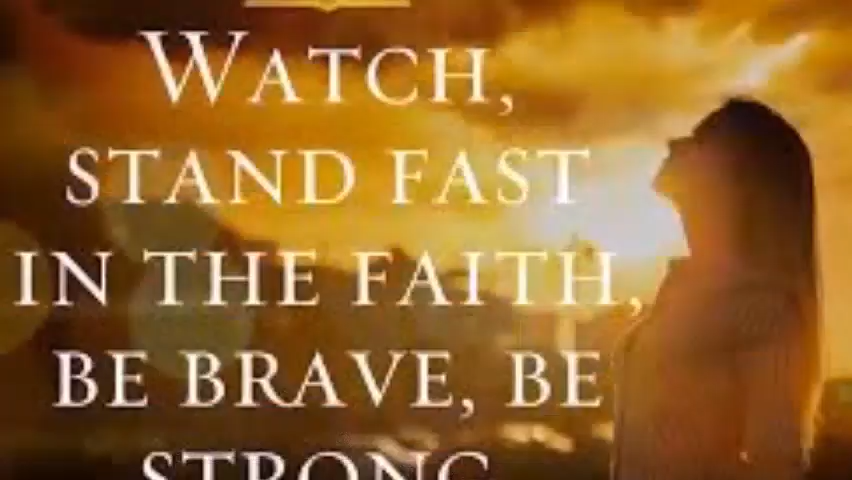 WATCH,
STAND FAST
IN THE FAITH,
BE BRAVE, BE
STRONG